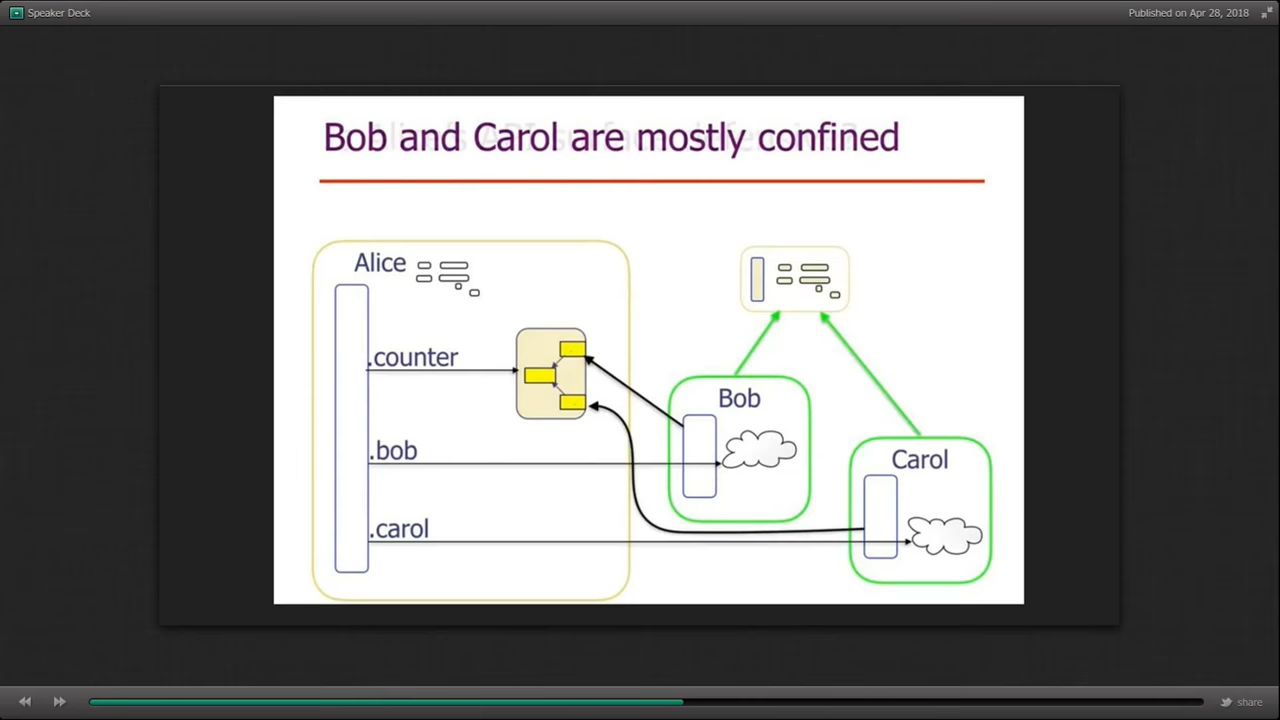 Speaker Deck
Published on Apr 28, 2018
Bob and Carol are mostly confined
Alice
.counter
.bob
.carol
Bob
Carol
share